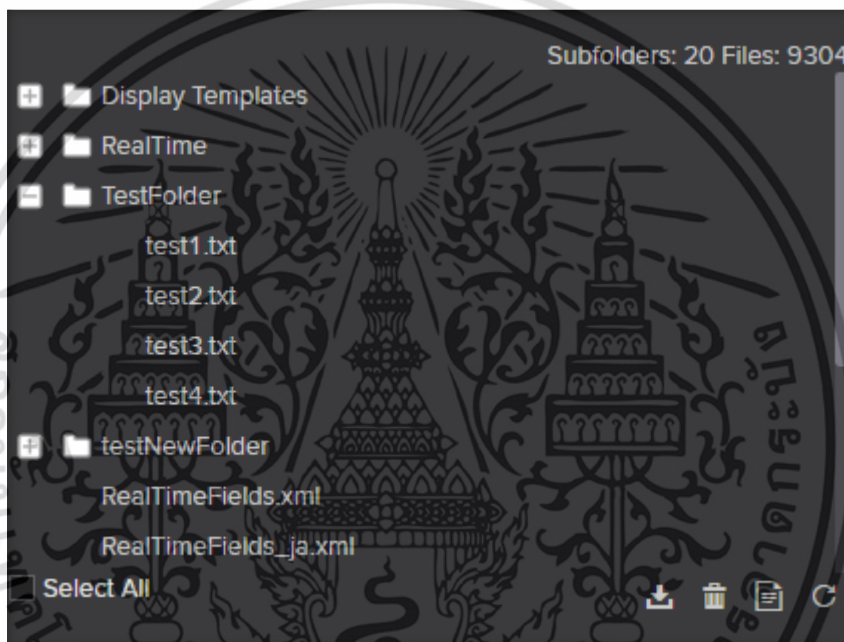 Subfolders: 20 Files: 9304
Display Templates
RealTime
TestFolder
test1.txt
test2.txt
test3.txt
test4.txt
testNewFolder
RealTimeFields.xml
RealTimeFields_ja.xml
Select All